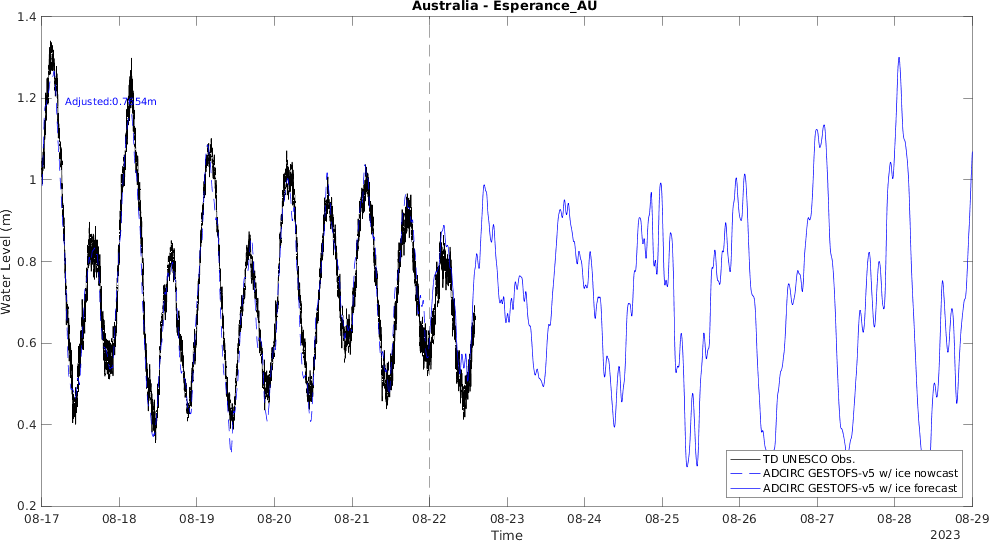 Australia - Esperance_AU
1.4
1.2
1
0.8
0.6
0.4
0.2
Water Level (m)
TD UNESCO Obs.
ADCIRC GESTOFS-v5 w/ ice nowcast
ADCIRC GESTOFS-v5 w/ ice forecast
08-17 08-18 08-19 08-20 08-21 08-22 08-23 08-24 08-25 08-26 08-27 08-28 08-29
Time
2023